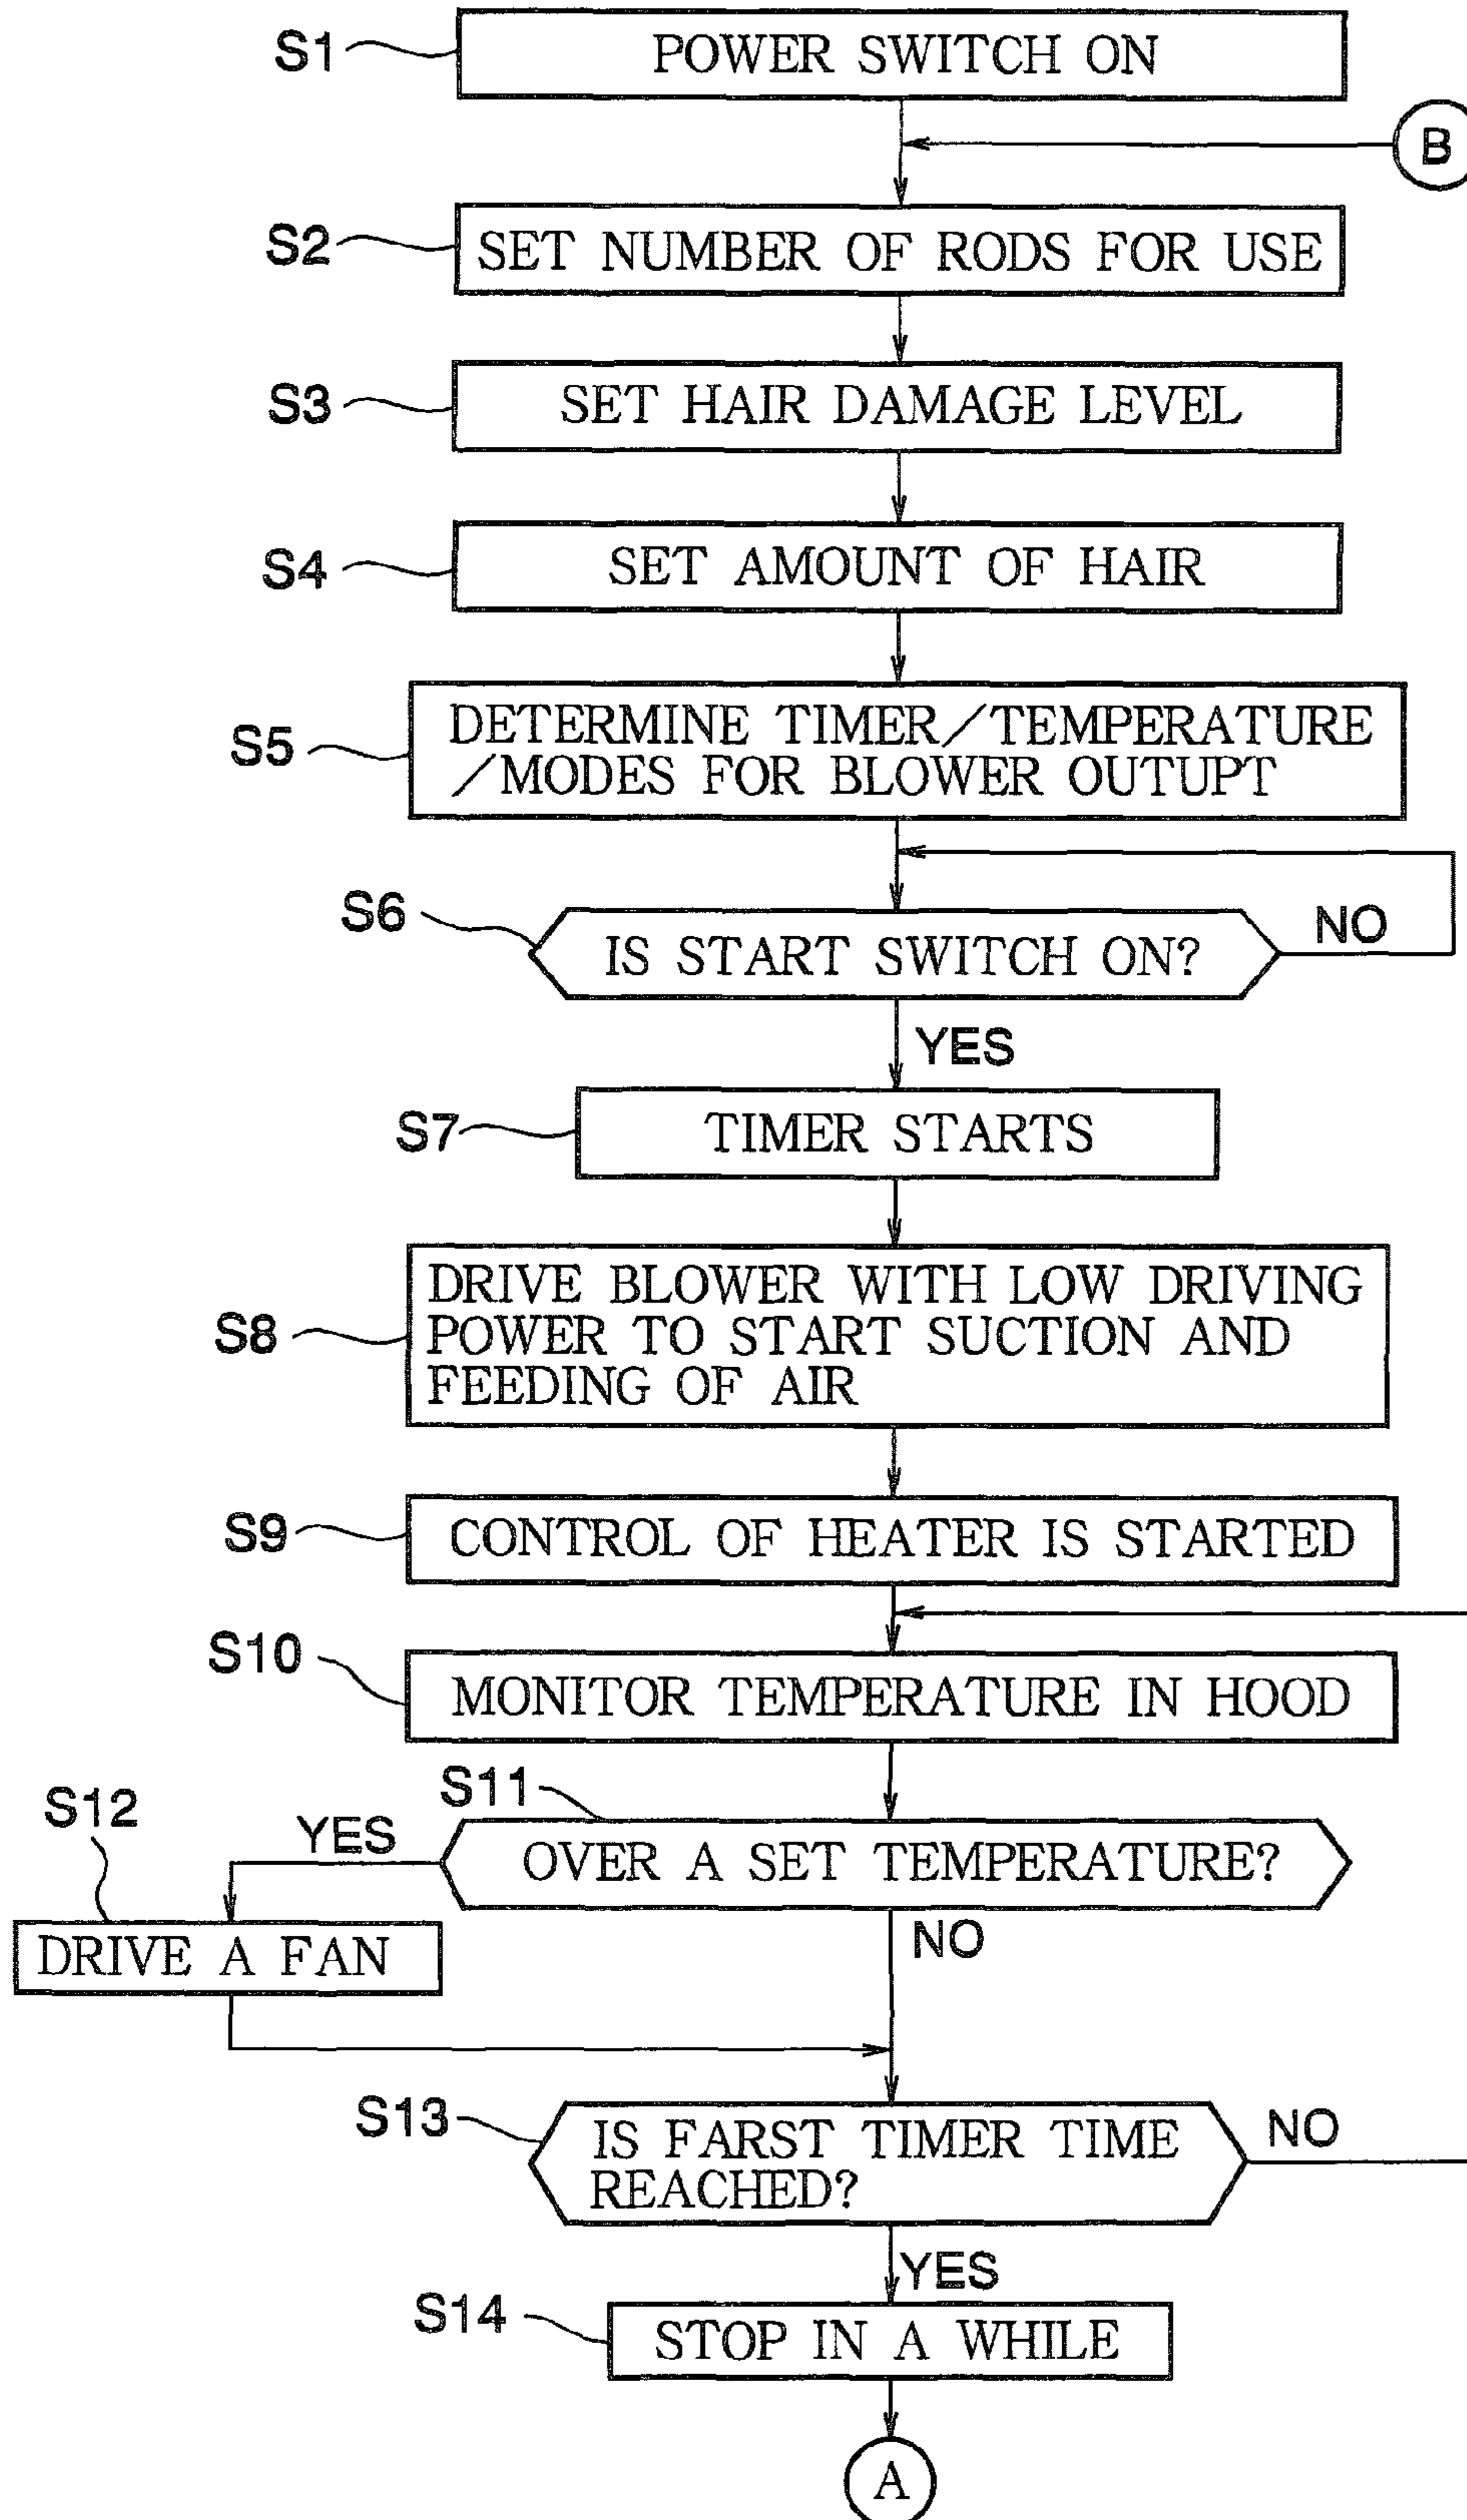 S1
POWER SWITCH ON
B
S2
SET NUMBER OF RODS FOR USE
S3
SET HAIR DAMAGE LEVEL
S4
SET AMOUNT OF HAIR
S5
DETERMINE TIMER/TEMPERATURE
/MODES FOR BLOWER OUTUPT
S6
IS START SWITCH ON?
NO
YES
S7
TIMER STARTS
S8
DRIVE BLOWER WITH LOW DRIVING
POWER TO START SUCTION AND
FEEDING OF AIR
S9
CONTROL OF HEATER IS STARTED
S10
MONITOR TEMPERATURE IN HOOD
S11
OVER A SET TEMPERATURE?
YES
S12
DRIVE A FAN
NO
S13
IS FARST TIMER TIME
REACHED?
NO
YES
S14
STOP IN A WHILE
A